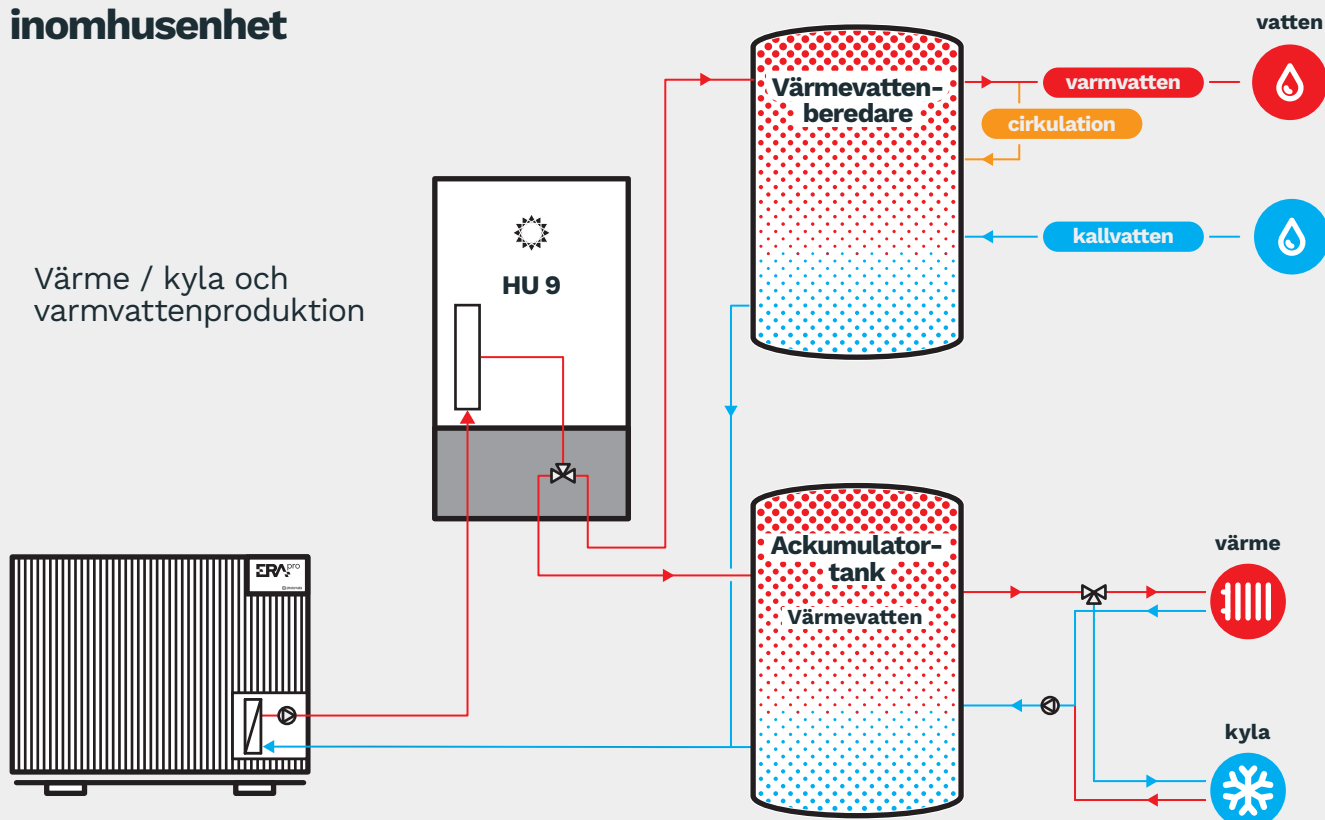 inomhusenhet
vatten
Värmevatten-
beredare
varmvatten
cirkulation
kallvatten
Värme / kyla och
varmvattenproduktion
HU 9
Ackumulator-
tank
Värmevatten
värme
kyla
ERA pro